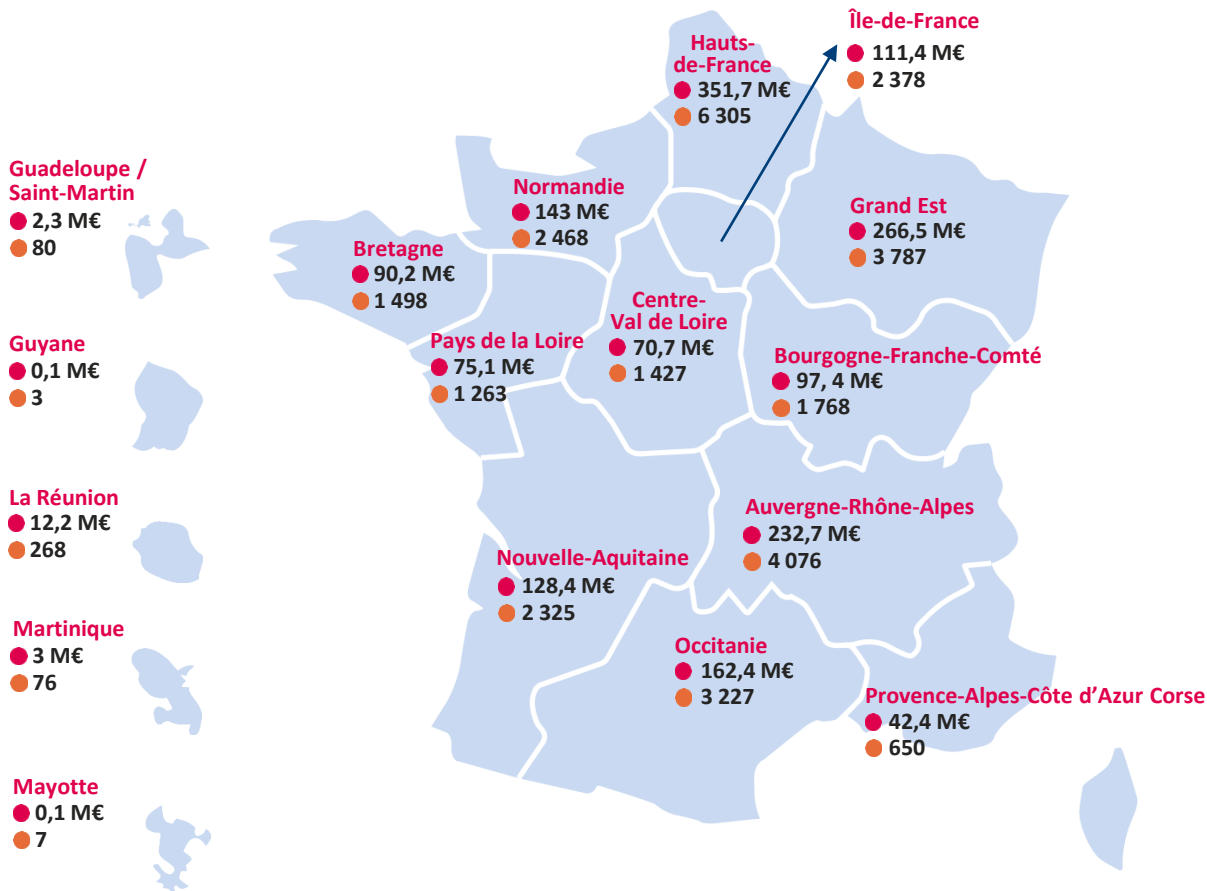 Île-de-France
111,4 M€
2 378
Hauts-
de-France
351,7 M€
6 305
Guadeloupe /
Saint-Martin
2,3 M€
80
Normandie
143 M€
2 468
Grand Est
266,5 M€
3 787
Bretagne
90,2 M€
1 498
Centre-
Val de Loire
70,7 M€
1 427
Guyane
0,1 M€
3
Pays de la Loire
75,1 M€
1 263
Bourgogne-Franche-Comté
97, 4 M€
1 768
La Réunion
12,2 M€
268
Auvergne-Rhône-Alpes
232,7 M€
4 076
Nouvelle-Aquitaine
128,4 M€
2 325
Martinique
3 M€
76
Occitanie
162,4 M€
3 227
Provence-Alpes-Côte d’Azur Corse
42,4 M€
650
Mayotte
0,1 M€
7